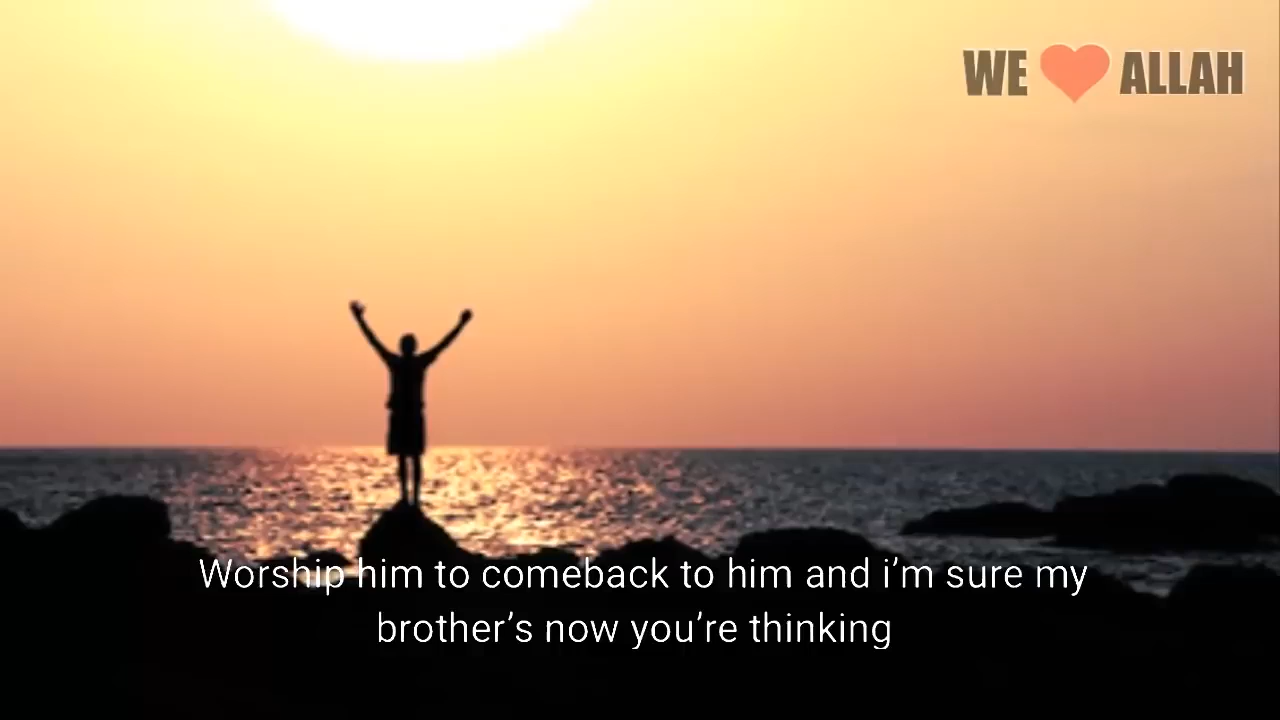 WE ALLAH
Worship him to comeback to him and i’m sure my
brother’s now you’re thinking